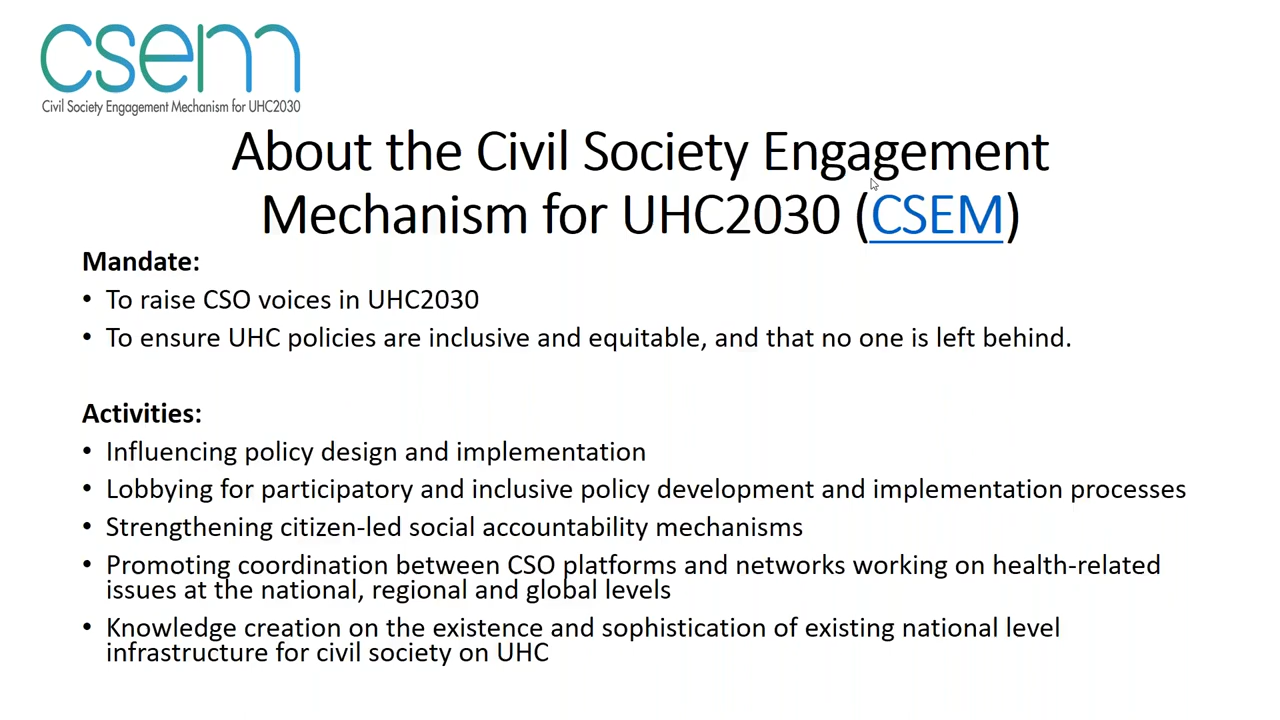 csem
Civil Society Engagement Mechanism for UHC2030
About the Civil Society Engagement
Mechanism for UHC2030 (CSEM)
Mandate:
• To raise CSO voices in UHC2030
• To ensure UHC policies are inclusive and equitable, and that no one is left behind.
Activities:
• Influencing policy design and implementation
• Lobbying for participatory and inclusive policy development and implementation processes
• Strengthening citizen-led social accountability mechanisms
• Promoting coordination between CSO platforms and networks working on health-related
issues at the national, regional and global levels
• Knowledge creation on the existence and sophistication of existing national level
infrastructure for civil society on UHC